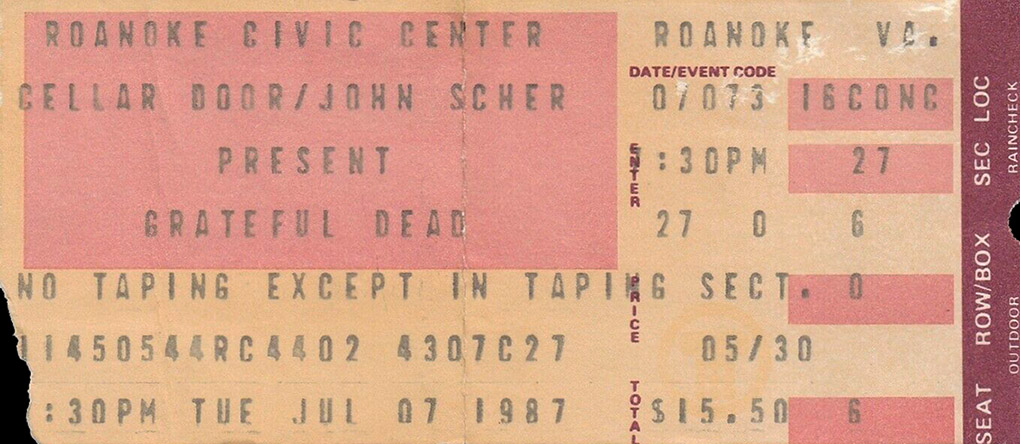 ROANOKE CIVIC CENTER ROANOKE VA.
DATE/EVENT CODE
CELLAR DOOR/JOHN SCHER 0707 16CONC
PRESENT :30PM 27
ENTER
GRATEFUL DEAD 27 0 6
NO TAPING EXCEPT IN TAPING SECT. 0
PRICE
11450544RC4402 4307C27 05/30
:30PM TUE JUL 07 1987 $15.50 6
TOTAL
SEAT ROW/BOX SEC LOC
OUTDOOR RAINCHECK